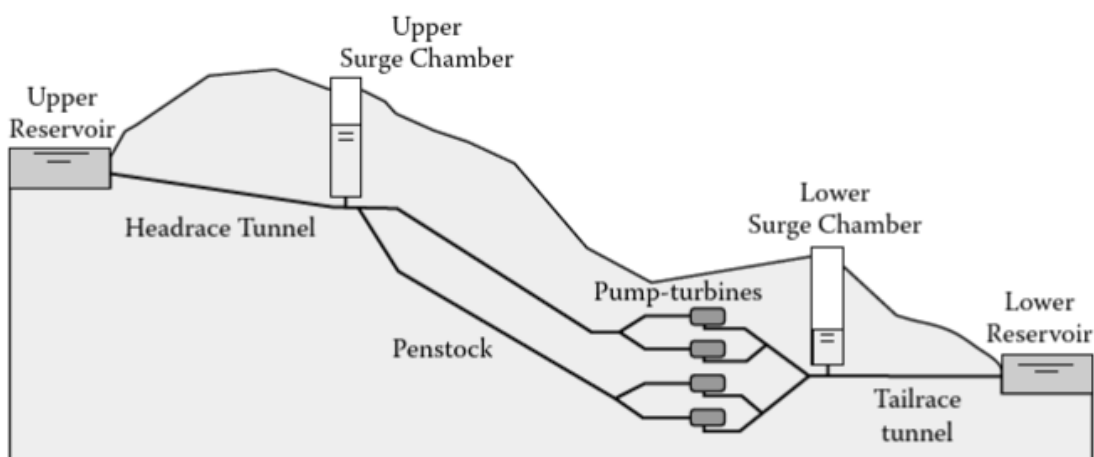 Upper
Surge Chamber
Upper
Reservoir
Headrace Tunnel
Lower
Surge Chamber
Pump-turbines
Penstock
Lower
Reservoir
Tailrace
tunnel